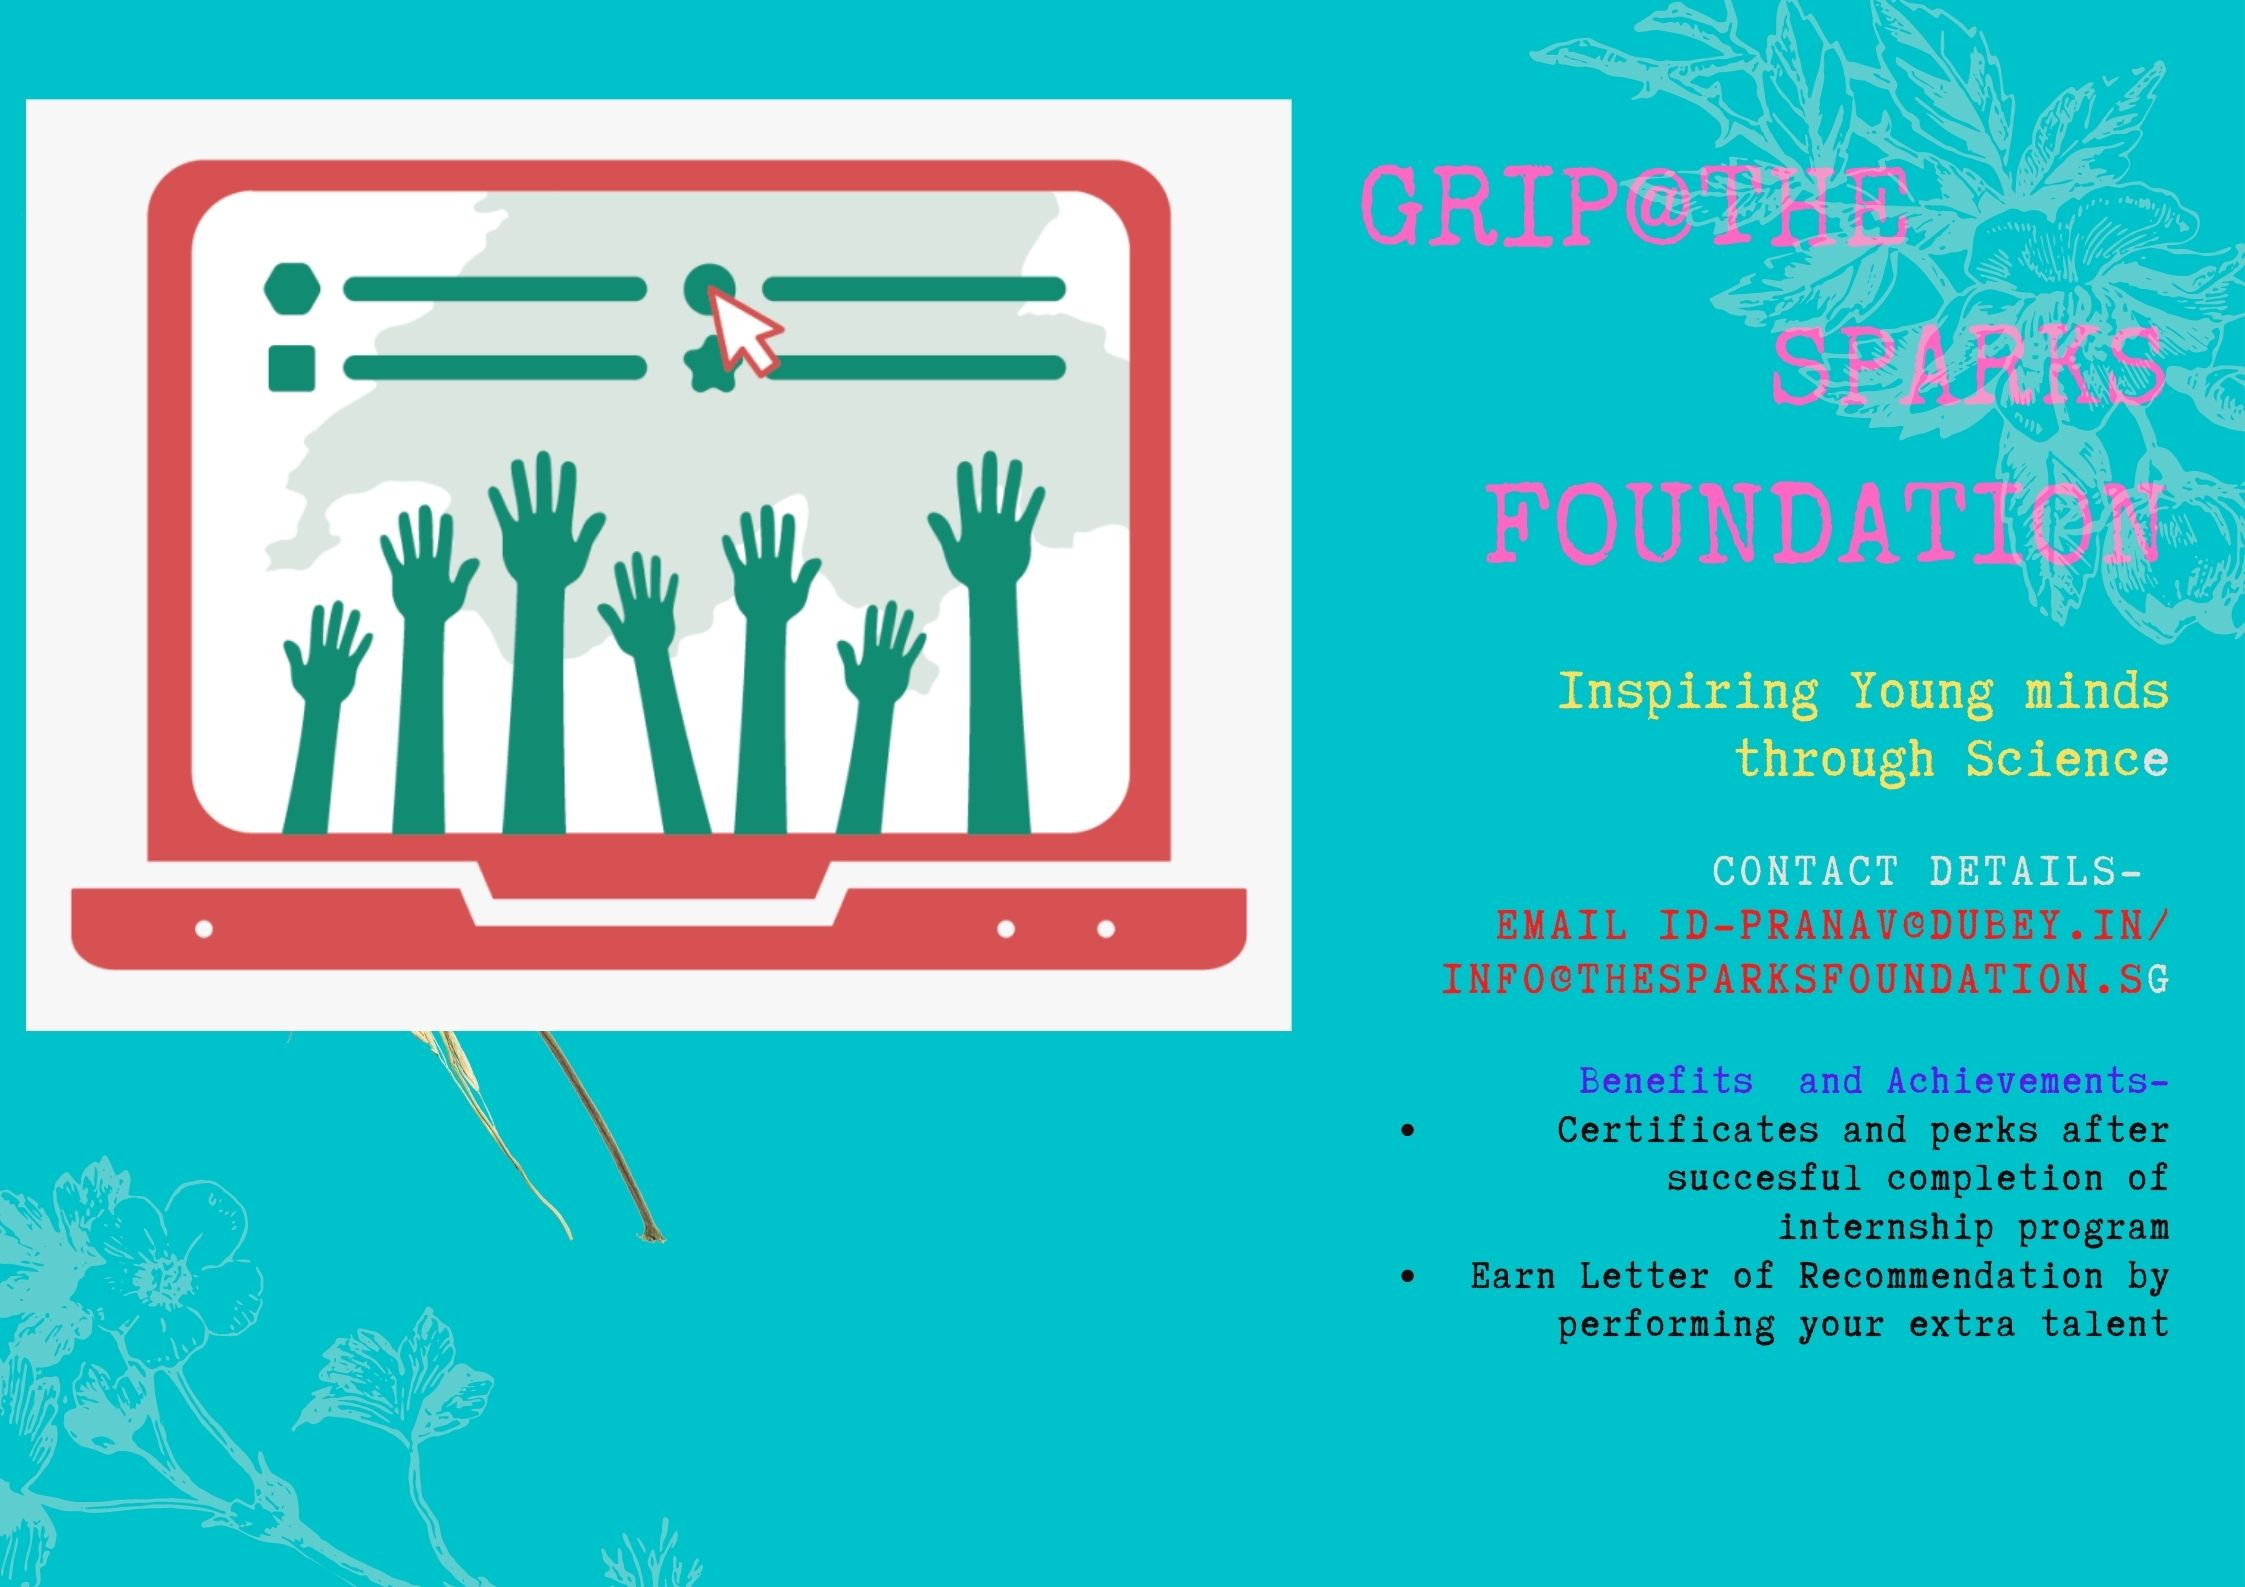 GRIP@THE
SPARKS
FOUNDATION
Inspiring Young minds
through Science
CONTACT DETAILS-
EMAIL ID-PRANAV@DUBEY.IN/
INFO@THESPARKSFOUNDATION.SG
Benefits  and Achievements-
• Certificates and perks after
succesful completion of
internship program
• Earn Letter of Recommendation by
performing your extra talent